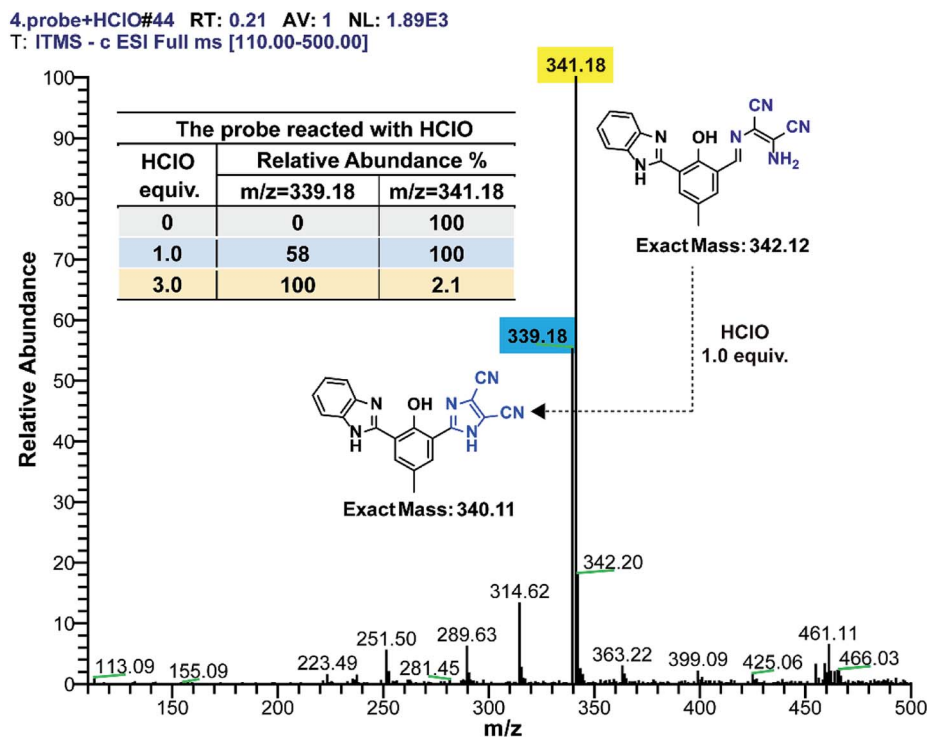 4.probe+HClO#44 RT: 0.21 AV: 1 NL: 1.89E3
T: ITMS - c ESI Full ms [110.00-500.00]
Relative Abundance
100
90
80
70
60
50
40
30
20
10
0
The probe reacted with HClO
HClO equiv. Relative Abundance %
m/z=339.18 m/z=341.18
0 0 100
1.0 58 100
3.0 100 2.1
341.18
CN
OH N CN
N
NH2
N
H
Exact Mass: 342.12
HClO
1.0 equiv.
339.18
CN
N OH N CN
N N
H H
Exact Mass: 340.11
342.20
314.62
289.63
251.50
223.49
281.45
113.09
155.09
363.22
399.09
425.06
461.11
466.03
150 200 250 300 350 400 450 500
m/z